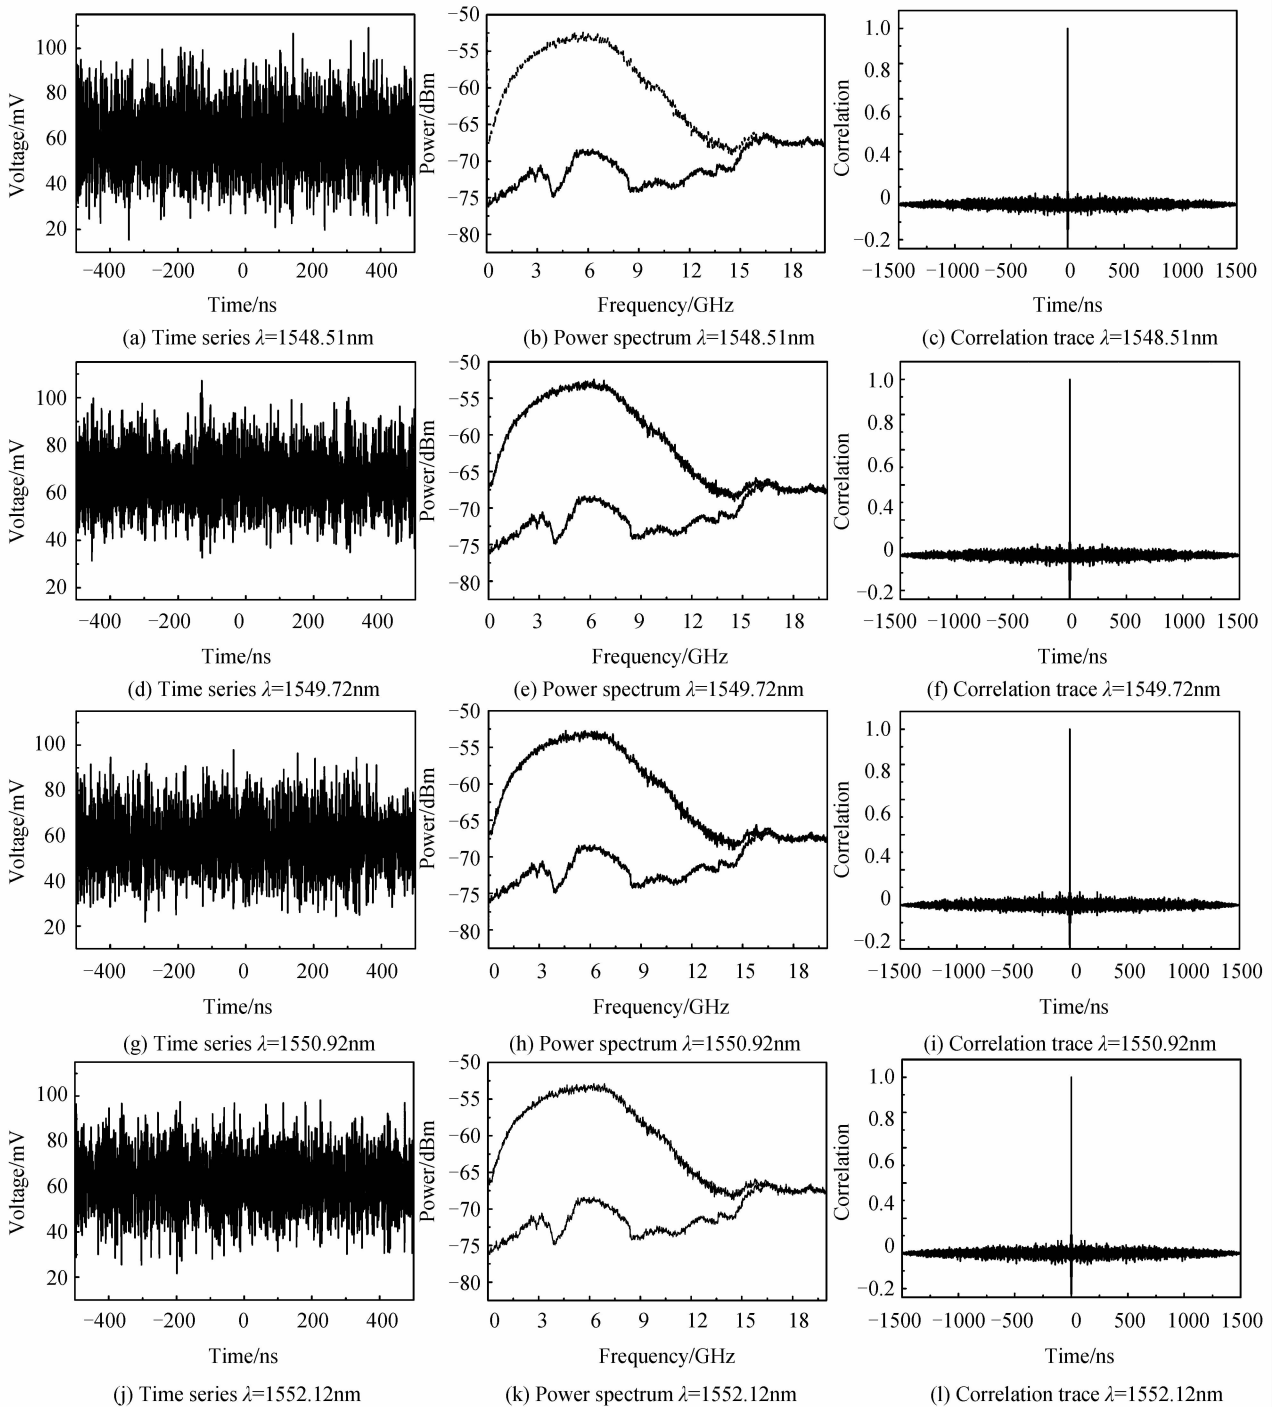 100
80
60
40
20
Voltage/mV
−400 −200 0 200 400
Time/ns
(a) Time series λ=1548.51nm
−50
−55
−60
−65
−70
−75
−80
Power/dBm
0 3 6 9 12 15 18
Frequency/GHz
(b) Power spectrum λ=1548.51nm
1.0
0.8
0.6
0.4
0
−0.2
Correlation
−1500 −1000 −500 0 500 1000 1500
Time/ns
(c) Correlation trace λ=1548.51nm
100
80
60
40
20
Voltage/mV
−400 −200 0 200 400
Time/ns
(d) Time series λ=1549.72nm
−50
−55
−60
−65
−70
−75
−80
Power/dBm
0 3 6 9 12 15 18
Frequency/GHz
(e) Power spectrum λ=1549.72nm
1.0
0.8
0.6
0.4
0
−0.2
Correlation
−1500 −1000 −500 0 500 1000 1500
Time/ns
(f) Correlation trace λ=1549.72nm
100
80
60
40
20
Voltage/mV
−400 −200 0 200 400
Time/ns
(g) Time series λ=1550.92nm
−50
−55
−60
−65
−70
−75
−80
Power/dBm
0 3 6 9 12 15 18
Frequency/GHz
(h) Power spectrum λ=1550.92nm
1.0
0.8
0.6
0.4
0
−0.2
Correlation
−1500 −1000 −500 0 500 1000 1500
Time/ns
(i) Correlation trace λ=1550.92nm
100
80
60
40
20
Voltage/mV
−400 −200 0 200 400
Time/ns
(j) Time series λ=1552.12nm
−50
−55
−60
−65
−70
−75
−80
Power/dBm
0 3 6 9 12 15 18
Frequency/GHz
(k) Power spectrum λ=1552.12nm
1.0
0.8
0.6
0.4
0
−0.2
Correlation
−1500 −1000 −500 0 500 1000 1500
Time/ns
(l) Correlation trace λ=1552.12nm